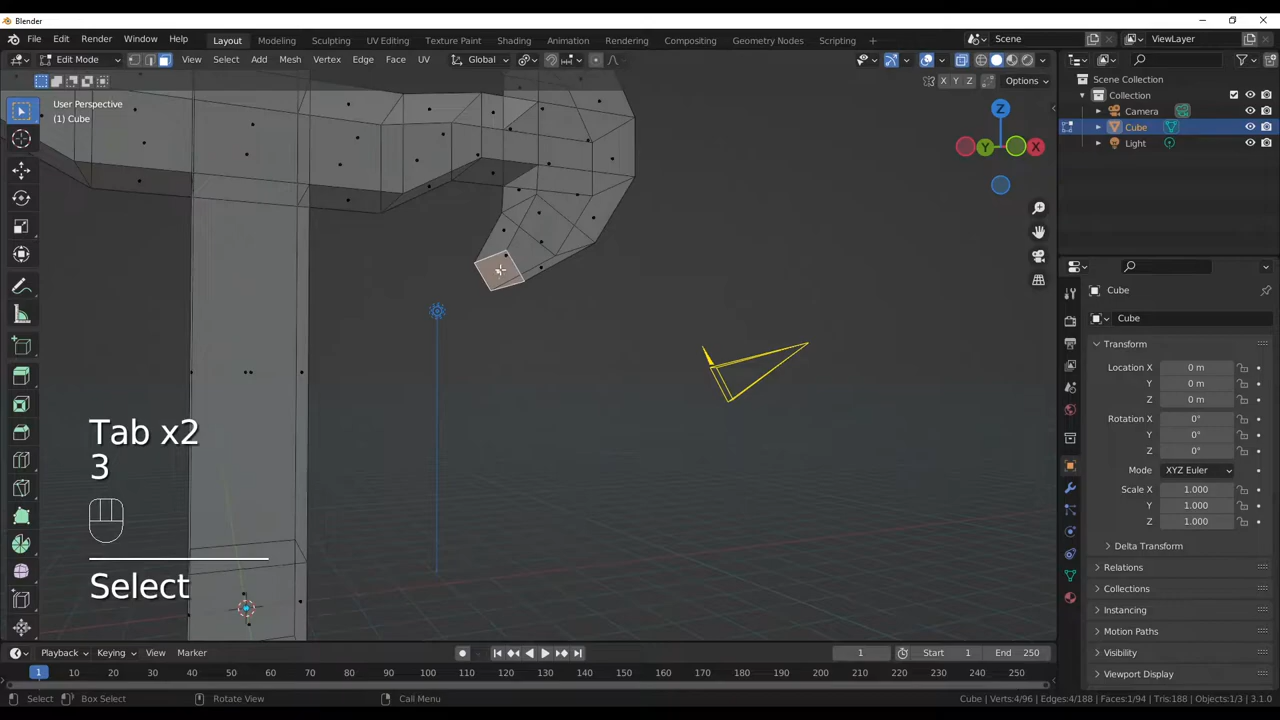 Blender
File Edit Render Window Help Layout Modeling Sculpting UV Editing Texture Paint Shading Animation Rendering Compositing Geometry Nodes Scripting + Scene ViewLayer
Edit Mode View Select Add Mesh Vertex Edge Face UV Global
X Y Z Options
User Perspective
(1) Cube
Z
Y X
Tab x2
3
Select
Scene Collection
Collection
Camera
Cube
Light
Cube
Cube
Transform
Location X 0 m
Y 0 m
Z 0 m
Rotation X 0°
Y 0°
Z 0°
Mode XYZ Euler
Scale X 1.000
Y 1.000
Z 1.000
Delta Transform
Relations
Collections
Instancing
Motion Paths
Visibility
Viewport Display
Playback Keying View Marker 1 Start 1 End 250
1 10 20 30 40 50 60 70 80 90 100 110 120 130 140 150 160 170 180 190 200 210 220 230 240 250
Select Box Select Rotate View Call Menu Cube | Verts:4/96 | Edges:4/188 | Faces:1/94 | Tris:188 | Objects:1/3 | 3.1.0